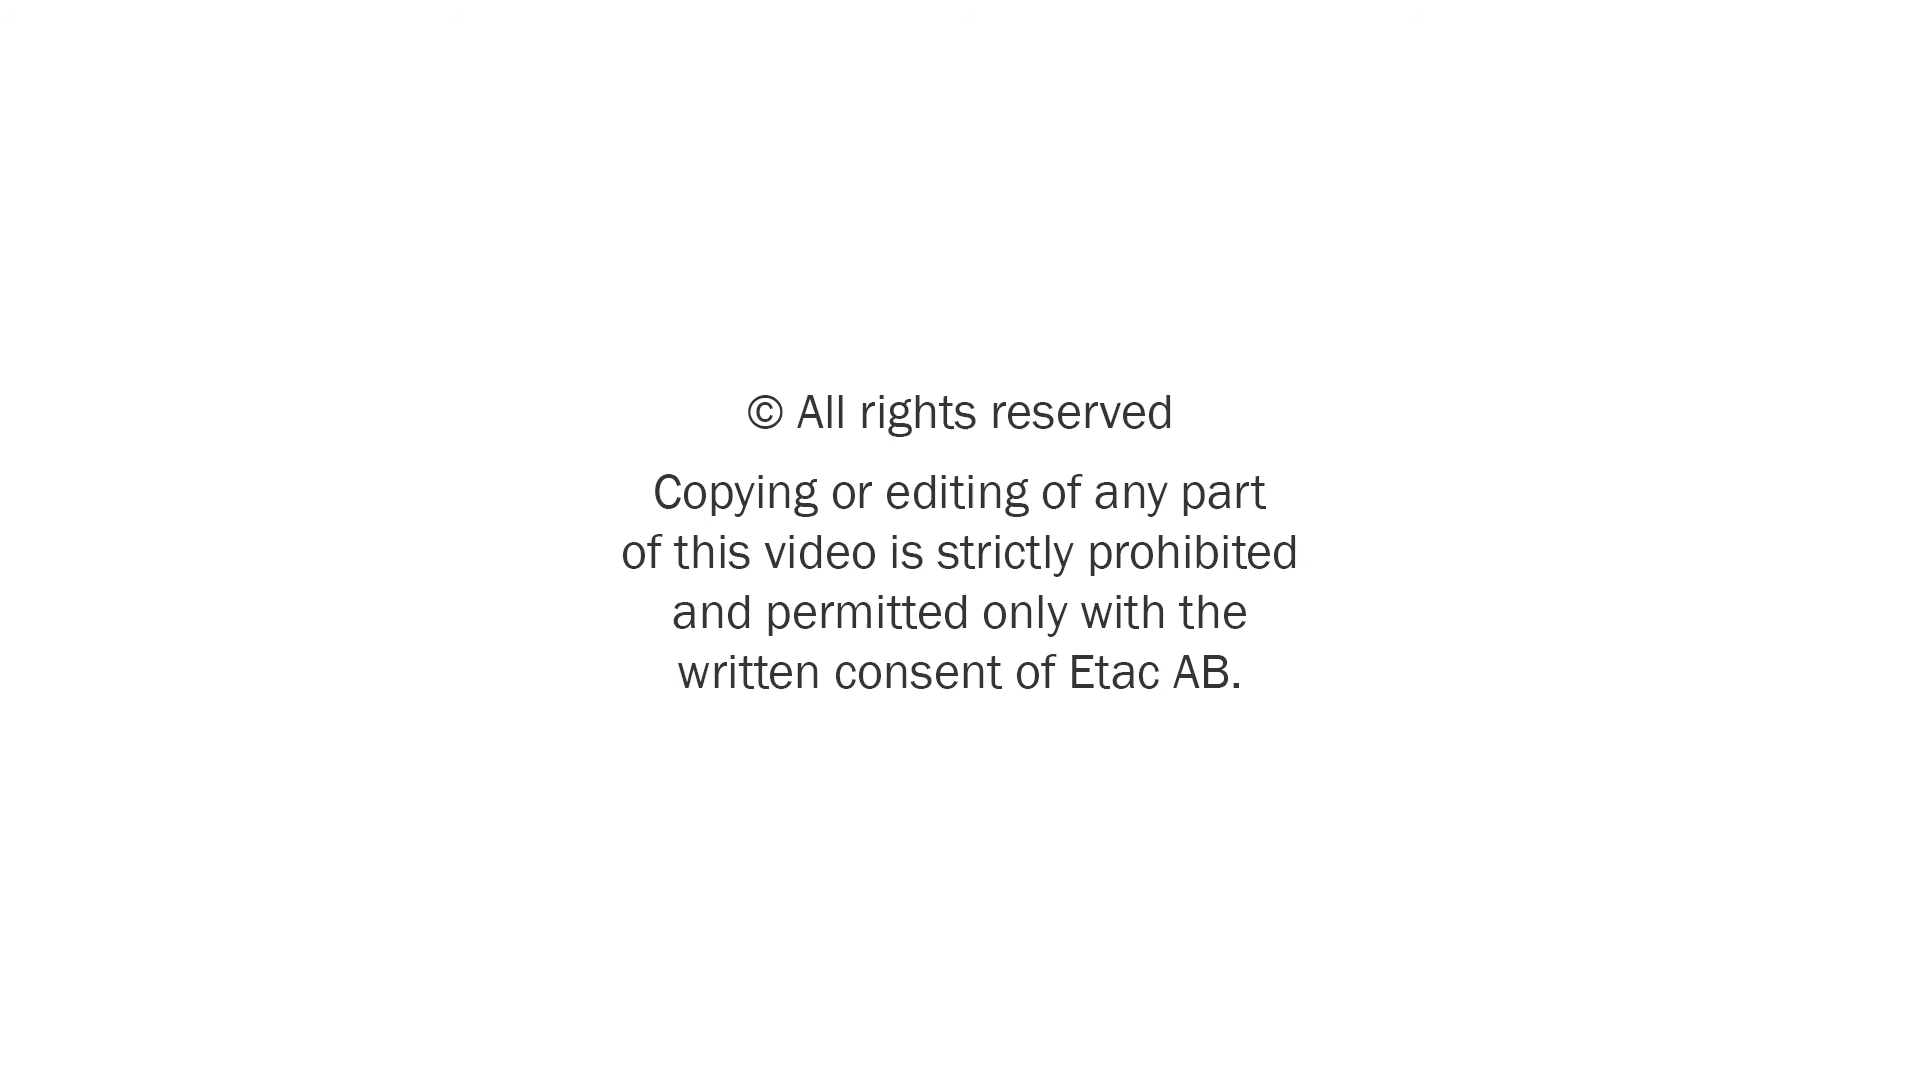 © All rights reserved
Copying or editing of any part
of this video is strictly prohibited
and permitted only with the
written consent of Etac AB.